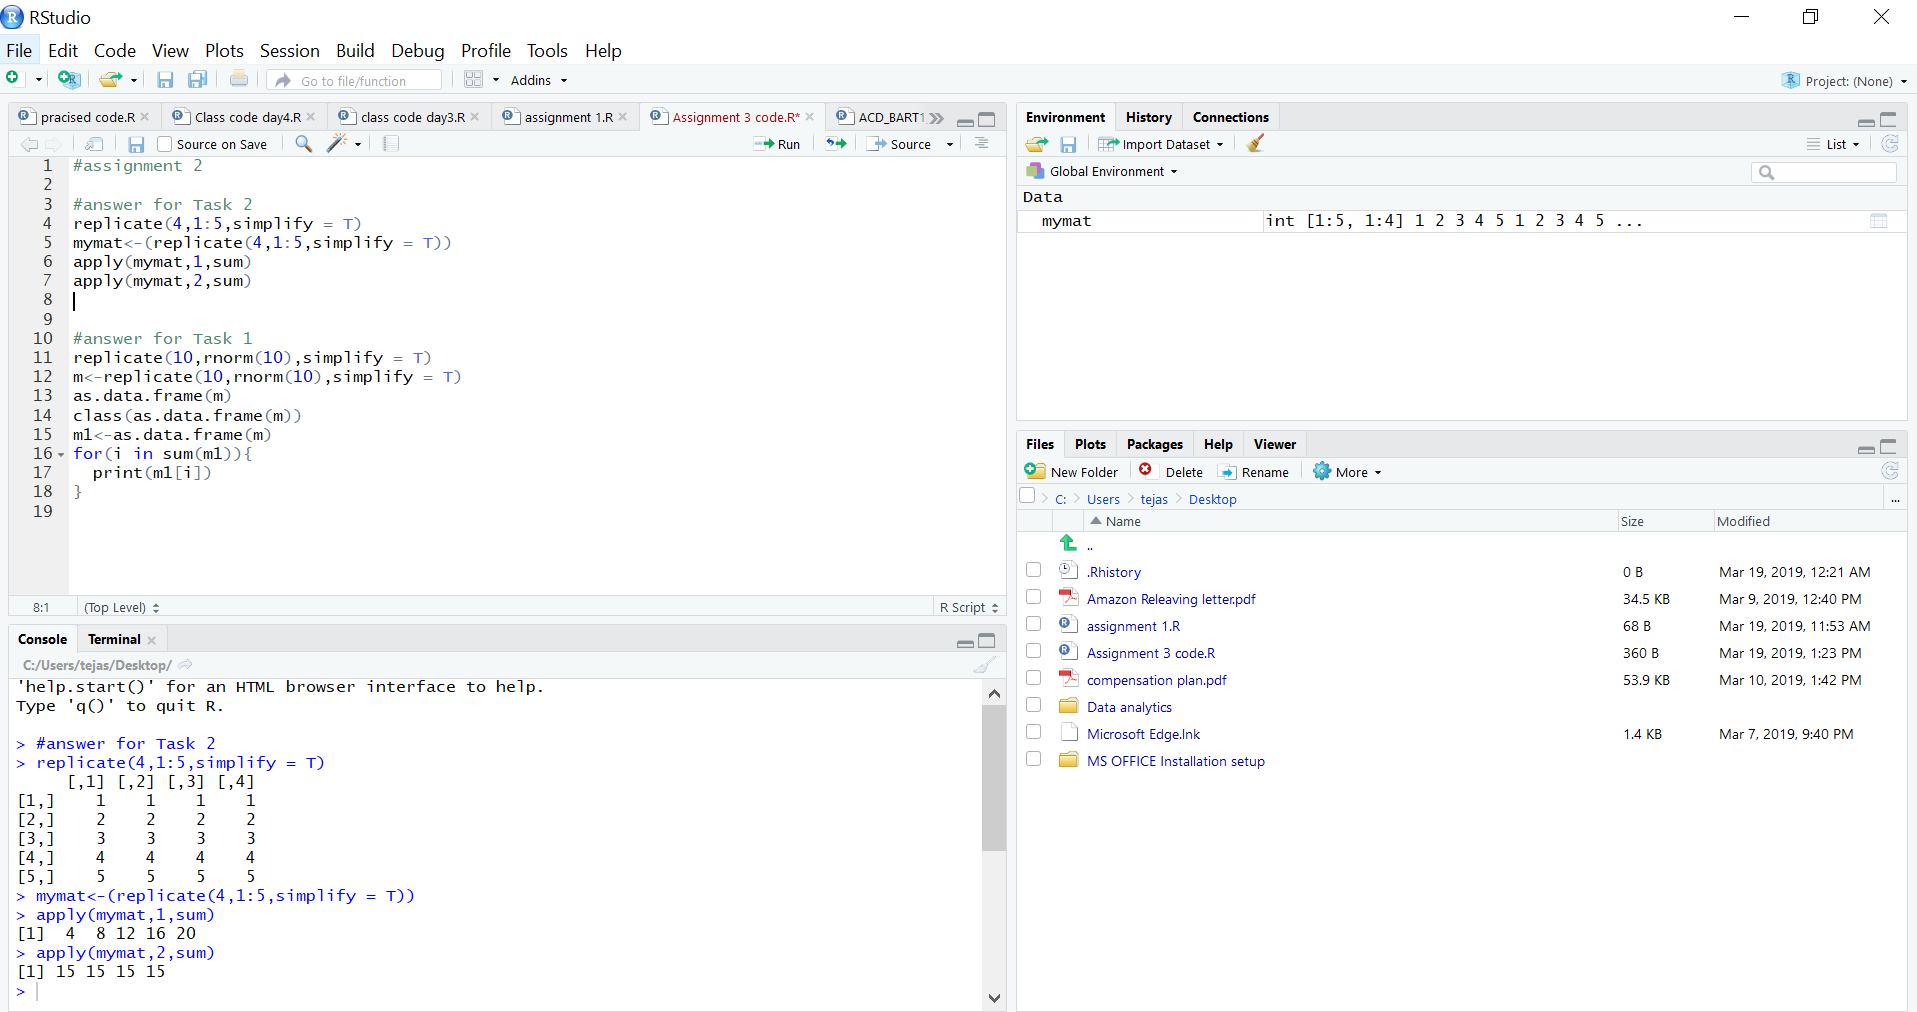 RStudio
File Edit Code View Plots Session Build Debug Profile Tools Help
Go to file/function Addins Project: (None)
pracised code.R Class code day4.R class code day3.R assignment 1.R Assignment 3 code.R* ACD_BART1
Source on Save Run Source
1 #assignment 2
2
3 #answer for Task 2
4 replicate(4,1:5,simplify = T)
5 mymat<-(replicate(4,1:5,simplify = T))
6 apply(mymat,1,sum)
7 apply(mymat,2,sum)
8
9
10 #answer for Task 1
11 replicate(10,rnorm(10),simplify = T)
12 m<-replicate(10,rnorm(10),simplify = T)
13 as.data.frame(m)
14 class(as.data.frame(m))
15 m1<-as.data.frame(m)
16 for(i in sum(m1)){
17 print(m1[i])
18 }
19
8:1 (Top Level) R Script
Console Terminal
C:/Users/tejas/Desktop/
'help.start()' for an HTML browser interface to help.
Type 'q()' to quit R.
> #answer for Task 2
> replicate(4,1:5,simplify = T)
[,1] [,2] [,3] [,4]
[1,] 1 1 1 1
[2,] 2 2 2 2
[3,] 3 3 3 3
[4,] 4 4 4 4
[5,] 5 5 5 5
> mymat<-(replicate(4,1:5,simplify = T))
> apply(mymat,1,sum)
[1] 4 8 12 16 20
> apply(mymat,2,sum)
[1] 15 15 15 15
>
Environment History Connections
Import Dataset List
Global Environment
Data
mymat int [1:5, 1:4] 1 2 3 4 5 1 2 3 4 5 ...
Files Plots Packages Help Viewer
New Folder Delete Rename More
C: Users tejas Desktop ...
Name Size Modified
..
.Rhistory 0 B Mar 19, 2019, 12:21 AM
Amazon Releaving letter.pdf 34.5 KB Mar 9, 2019, 12:40 PM
assignment 1.R 68 B Mar 19, 2019, 11:53 AM
Assignment 3 code.R 360 B Mar 19, 2019, 1:23 PM
compensation plan.pdf 53.9 KB Mar 10, 2019, 1:42 PM
Data analytics
Microsoft Edge.lnk 1.4 KB Mar 7, 2019, 9:40 PM
MS OFFICE Installation setup